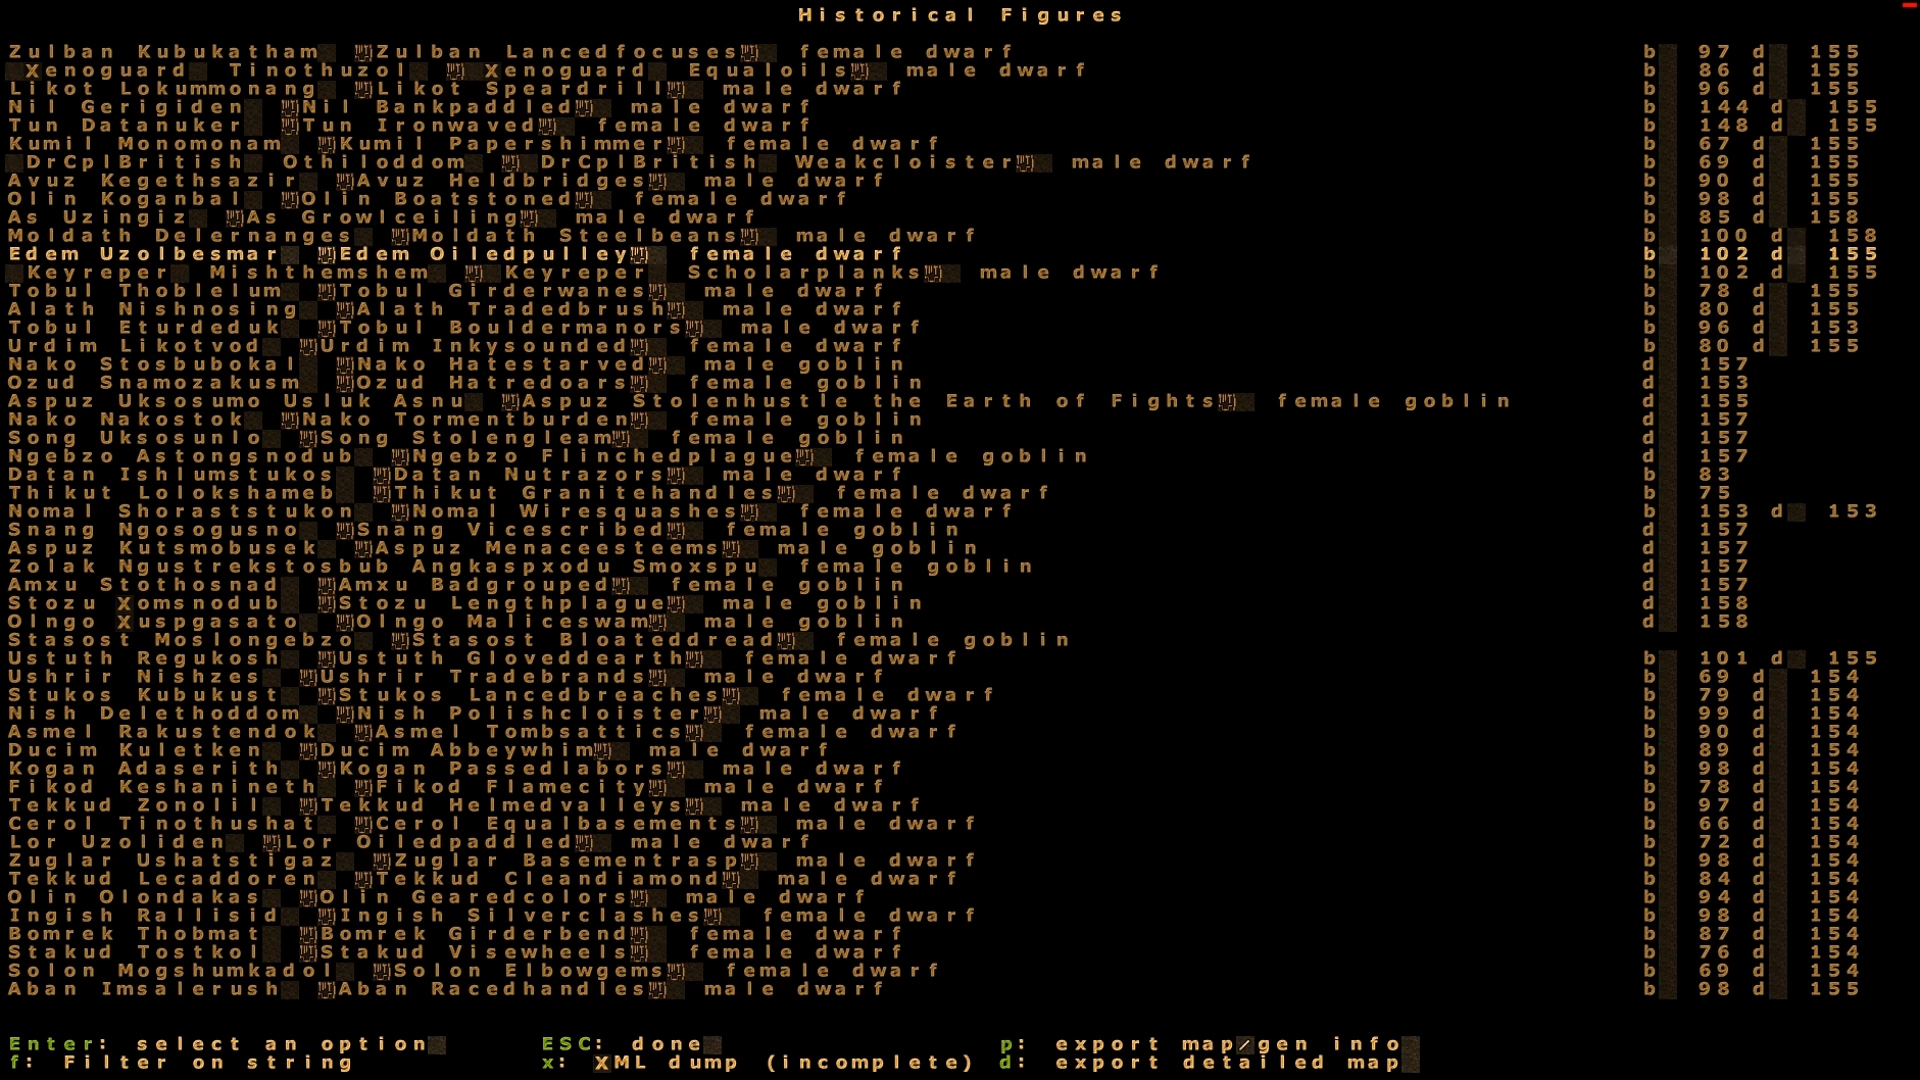 Historical Figures
Zulban Kubukatham Zulban Lancedfocuses female dwarf b 97 d 155
Xenoguard Tinothuzol Xenoguard Equaloils male dwarf b 86 d 155
Likot Lokummonang Likot Speardrill male dwarf b 96 d 155
Nil Gerigiden Nil Bankpaddled male dwarf b 144 d 155
Tun Datanuker Tun Ironwaved female dwarf b 148 d 155
Kumil Monomonam Kumil Papershimmer female dwarf b 67 d 155
DrCplBritish Othiloddom DrCplBritish Weakcloister male dwarf b 69 d 155
Avuz Kegethsazir Avuz Heldbridges male dwarf b 90 d 155
Olin Koganbal Olin Boatstoned female dwarf b 98 d 155
As Uzingiz As Growlceiling male dwarf b 85 d 158
Moldath Delernanges Moldath Steelbeans male dwarf b 100 d 158
Edem Uzolbesmar Edem Oiledpulley female dwarf b 102 d 155
Keyreper Mishthemshem Keyreper Scholarplanks male dwarf b 102 d 155
Tobul Thoblelum Tobul Girderwanes male dwarf b 78 d 155
Alath Nishnosing Alath Tradedbrush male dwarf b 80 d 155
Tobul Eturdeduk Tobul Bouldermanors male dwarf b 96 d 153
Urdim Likotvod Urdim Inkysounded female dwarf b 80 d 155
Nako Stosbubokal Nako Hatestarved male goblin d 157
Ozud Snamozakusm Ozud Hatredoars female goblin d 153
Aspuz Uksosumo Usluk Asnu Aspuz Stolenhustle the Earth of Fights female goblin d 155
Nako Nakostok Nako Tormentburden female goblin d 157
Song Uksosunlo Song Stolengleam female goblin d 157
Ngebzo Astongsnodub Ngebzo Flinchedplague female goblin d 157
Datan Ishlumstukos Datan Nutrazors male dwarf b 83
Thikut Lolokshameb Thikut Granitehandles female dwarf b 75
Nomal Shoraststukon Nomal Wiresquashes female dwarf b 153 d 153
Snang Ngosogusno Snang Vicescribed female goblin d 157
Aspuz Kutsmobusek Aspuz Menaceesteems male goblin d 157
Zolak Ngustrekstosbub Angkaspxodu Smoxspu female goblin d 157
Amxu Stothosnad Amxu Badgrouped female goblin d 157
Stozu Xomsnodub Stozu Lengthplague male goblin d 158
Olngo Xuspgasato Olngo Maliceswam male goblin d 158
Stasost Moslongebzo Stasost Bloateddread female goblin
Ustuth Regukosh Ustuth Gloveddearth female dwarf b 101 d 155
Ushrir Nishzes Ushrir Tradebrands male dwarf b 69 d 154
Stukos Kubukust Stukos Lancedbreaches female dwarf b 79 d 154
Nish Delethoddom Nish Polishcloister male dwarf b 99 d 154
Asmel Rakustendok Asmel Tombsattics female dwarf b 90 d 154
Ducim Kuletken Ducim Abbeywhim male dwarf b 89 d 154
Kogan Adaserith Kogan Passedlabors male dwarf b 98 d 154
Fikod Keshanineth Fikod Flamecity male dwarf b 78 d 154
Tekkud Zonolil Tekkud Helmedvalleys male dwarf b 97 d 154
Cerol Tinothushat Cerol Equalbasements male dwarf b 66 d 154
Lor Uzoliden Lor Oiledpaddled male dwarf b 72 d 154
Zuglar Ushatstigaz Zuglar Basementrasp male dwarf b 98 d 154
Tekkud Lecaddoren Tekkud Cleandiamond male dwarf b 84 d 154
Olin Olondakas Olin Gearedcolors male dwarf b 94 d 154
Ingish Rallisid Ingish Silverclashes female dwarf b 98 d 154
Bomrek Thobmat Bomrek Girderbend female dwarf b 87 d 154
Stakud Tostkol Stakud Visewheels female dwarf b 76 d 154
Solon Mogshumkadol Solon Elbowgems female dwarf b 69 d 154
Aban Imsalerush Aban Racedhandles male dwarf b 98 d 155
Enter: select an option ESC: done p: export map/gen info
f: Filter on string x: XML dump (incomplete) d: export detailed map